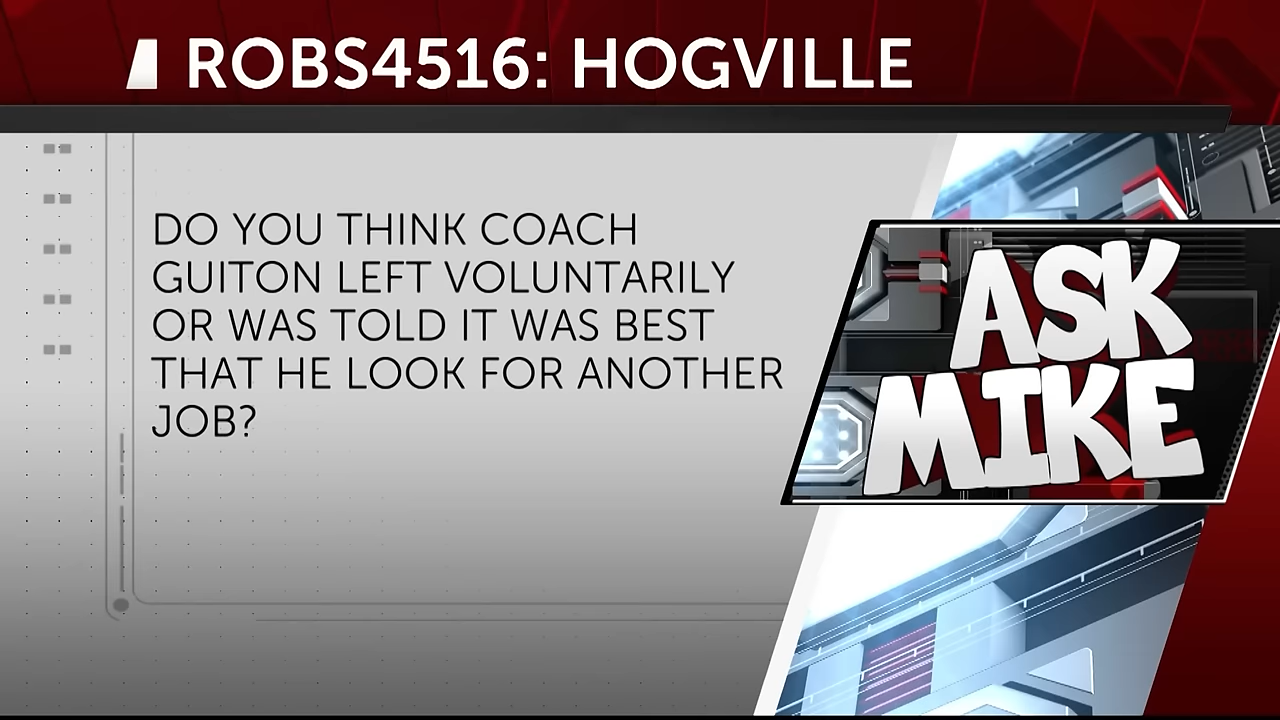 ROBS4516: HOGVILLE
DO YOU THINK COACH
GUITON LEFT VOLUNTARILY
OR WAS TOLD IT WAS BEST
THAT HE LOOK FOR ANOTHER
JOB?
ASK
MIKE